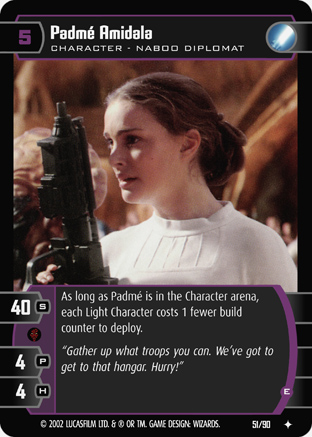 5
Padmé Amidala
CHARACTER - NABOO DIPLOMAT
40 S
As long as Padmé is in the Character arena,
each Light Character costs 1 fewer build
counter to deploy.
4 P
“Gather up what troops you can. We’ve got to
get to that hangar. Hurry!”
4 H
E
© 2002 LUCASFILM LTD. & ® OR TM. GAME DESIGN: WIZARDS.
51/90